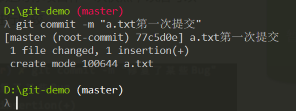 D:\git-demo (master)
λ git commit -m "a.txt第一次提交"
[master (root-commit) 77c5d0e] a.txt第一次提交
 1 file changed, 1 insertion(+)
 create mode 100644 a.txt

D:\git-demo (master)
λ